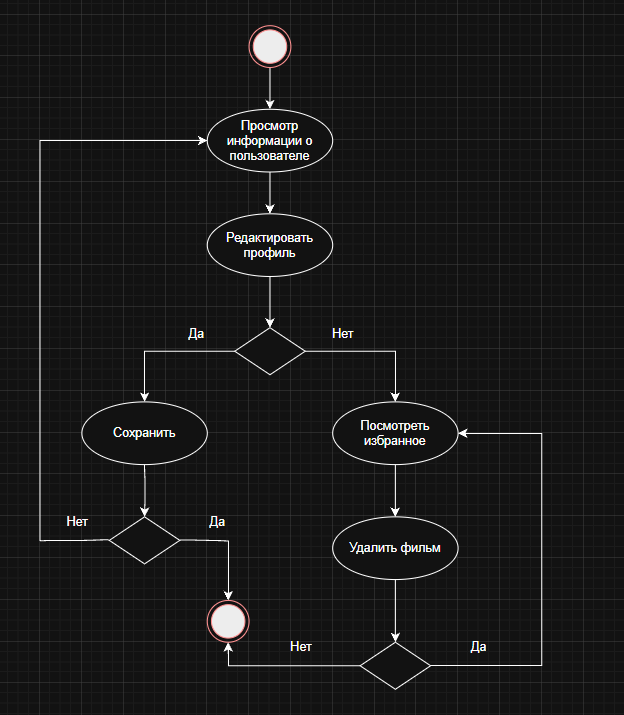 Просмотр
информации о
пользователе
Редактировать
профиль
Да
Нет
Сохранить
Посмотреть
избранное
Нет
Да
Удалить фильм
Нет
Да